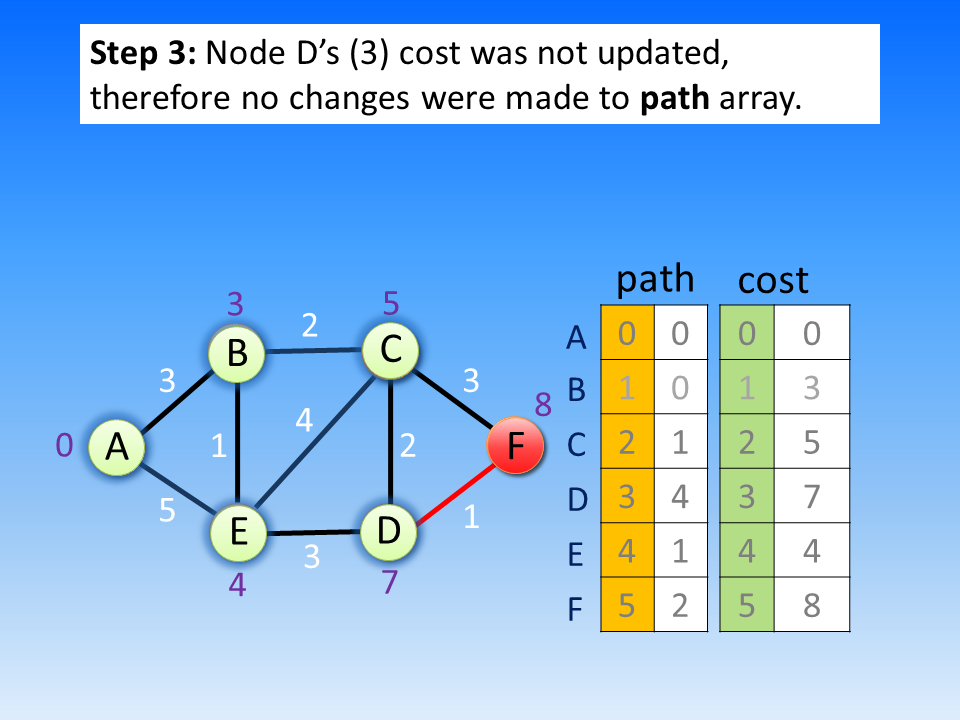 Step 3: Node D’s (3) cost was not updated,
therefore no changes were made to path array.
path cost
3 5
2
B C
3 3
8
4
0 A 1 2 F
5 1
E D
3
4 7
A 0 0 0 0
B 1 0 1 3
C 2 1 2 5
D 3 4 3 7
E 4 1 4 4
F 5 2 5 8